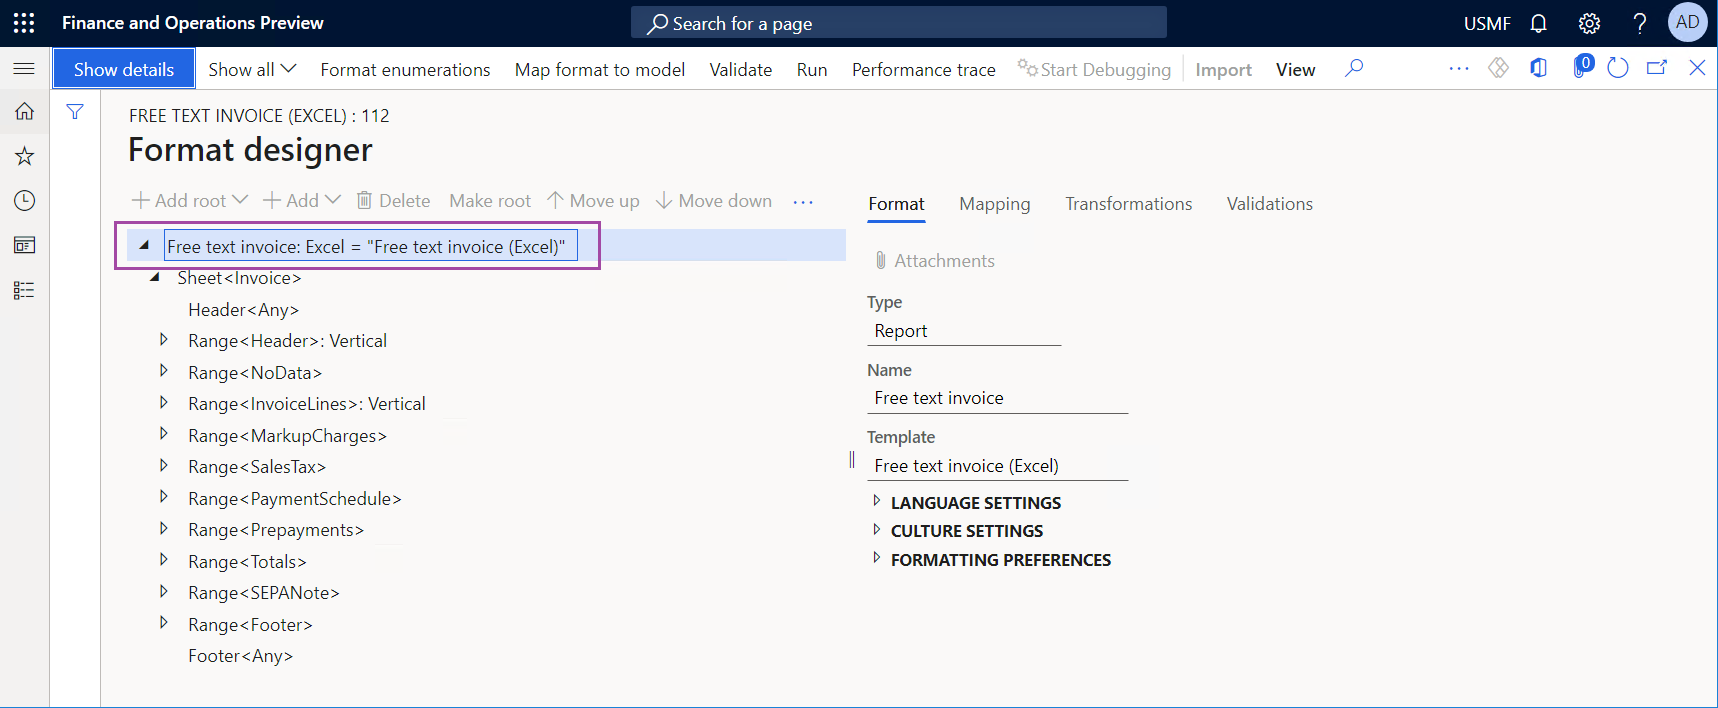 Finance and Operations Preview
Search for a page
USMF
?
AD
Show details
Show all
Format enumerations
Map format to model
Validate
Run
Performance trace
Start Debugging
Import
View
...
0
FREE TEXT INVOICE (EXCEL) : 112
Format designer
Add root
Add
Delete
Make root
Move up
Move down
...
Free text invoice: Excel = "Free text invoice (Excel)"
Sheet<Invoice>
Header<Any>
Range<Header>: Vertical
Range<NoData>
Range<InvoiceLines>: Vertical
Range<MarkupCharges>
Range<SalesTax>
Range<PaymentSchedule>
Range<Prepayments>
Range<Totals>
Range<SEPANote>
Range<Footer>
Footer<Any>
Format
Mapping
Transformations
Validations
Attachments
Type
Report
Name
Free text invoice
Template
Free text invoice (Excel)
LANGUAGE SETTINGS
CULTURE SETTINGS
FORMATTING PREFERENCES